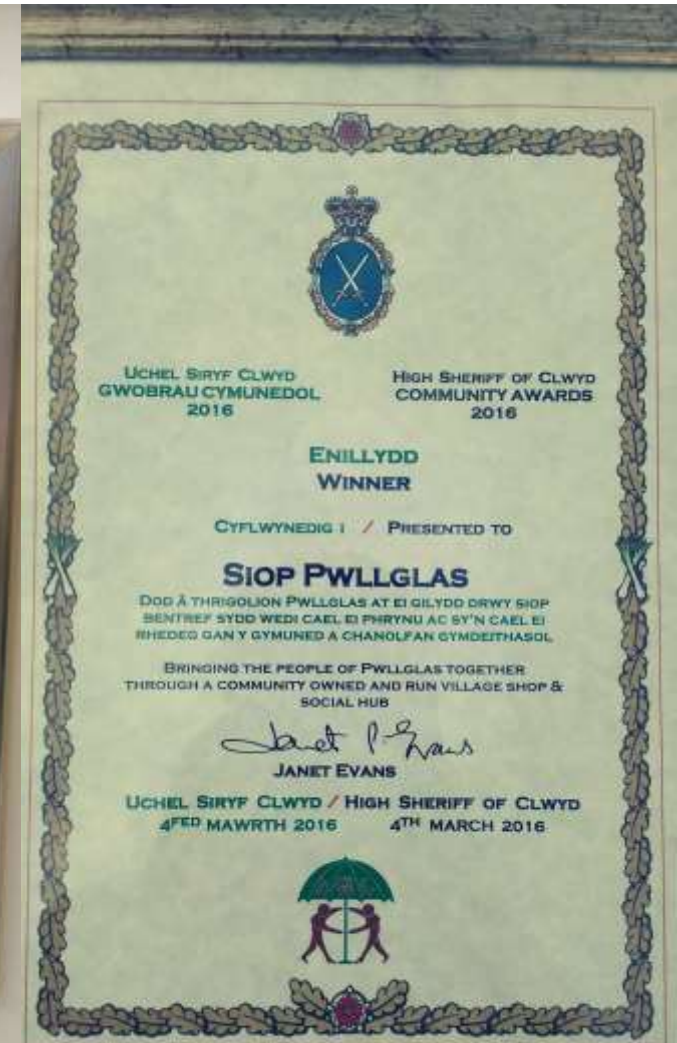 UCHEL SIRYF CLWYD
GWOBRAU CYMUNEDOL
2016
HIGH SHERIFF OF CLWYD
COMMUNITY AWARDS
2016
ENILLYDD
WINNER
CYFLWYNEDIG I / PRESENTED TO
SIOP PWLLGLAS
DOD Â THRIGOLION PWLLGLAS AT EI GILYDD DRWY SIOP
BENTREF SYDD WEDI CAEL EI PHRYNU AC SY'N CAEL EI
RHEDEG GAN Y GYMUNED A CHANOLFAN GYMDEITHASOL
BRINGING THE PEOPLE OF PWLLGLAS TOGETHER
THROUGH A COMMUNITY OWNED AND RUN VILLAGE SHOP &
SOCIAL HUB
Janet P. Evans
JANET EVANS
UCHEL SIRYF CLWYD / HIGH SHERIFF OF CLWYD
4FED MAWRTH 2016 4TH MARCH 2016